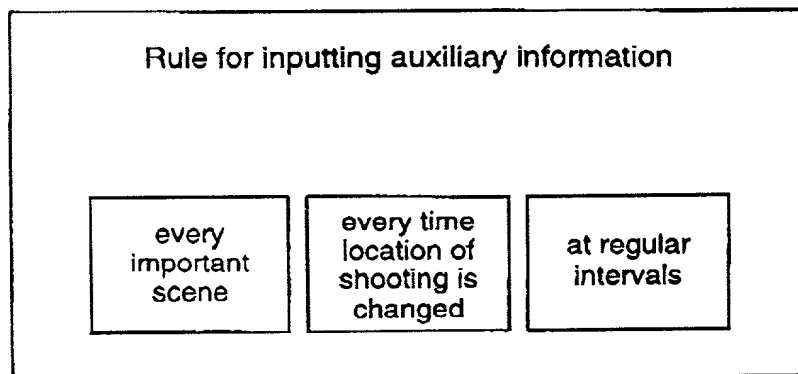 Rule for inputting auxiliary information
every
important
scene
every time
location of
shooting is
changed
at regular
intervals